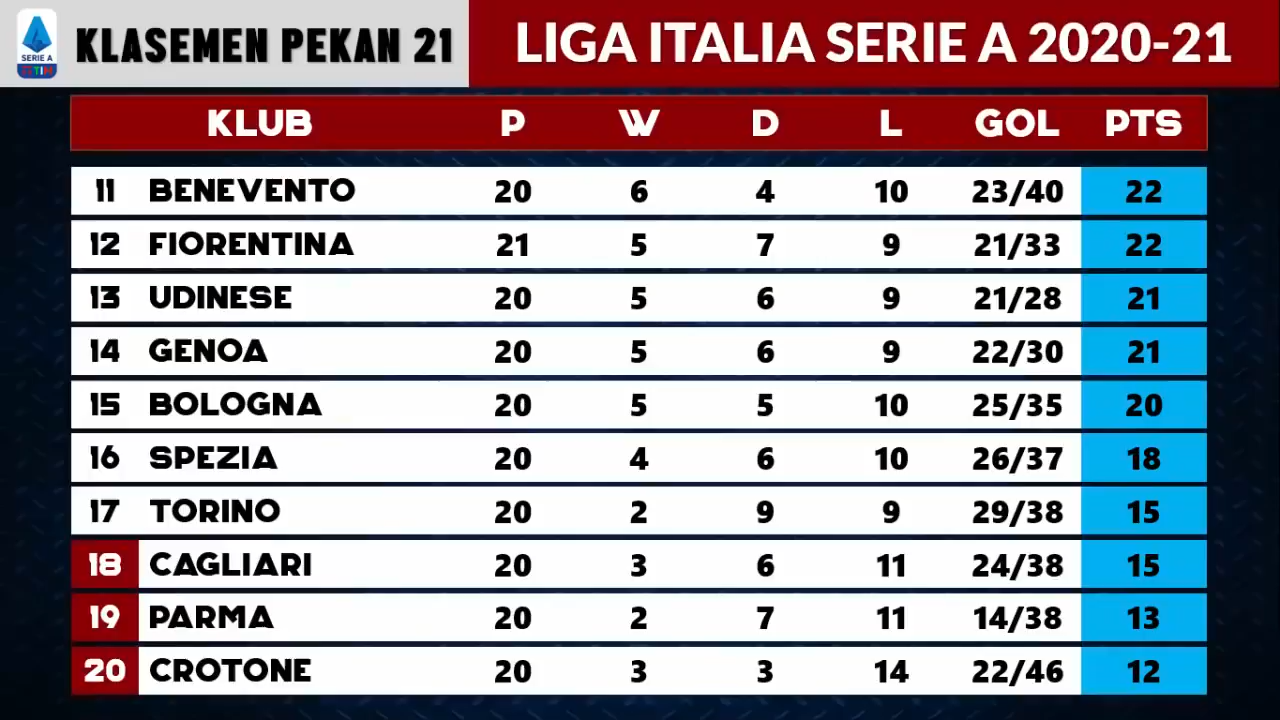 SERIE A
TIM
KLASEMEN PEKAN 21
LIGA ITALIA SERIE A 2020-21
KLUB P W D L GOL PTS
11 BENEVENTO 20 6 4 10 23/40 22
12 FIORENTINA 21 5 7 9 21/33 22
13 UDINESE 20 5 6 9 21/28 21
14 GENOA 20 5 6 9 22/30 21
15 BOLOGNA 20 5 5 10 25/35 20
16 SPEZIA 20 4 6 10 26/37 18
17 TORINO 20 2 9 9 29/38 15
18 CAGLIARI 20 3 6 11 24/38 15
19 PARMA 20 2 7 11 14/38 13
20 CROTONE 20 3 3 14 22/46 12